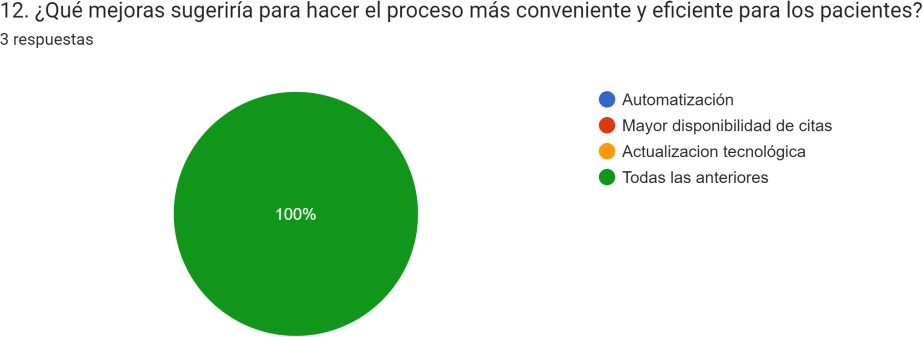 12. ¿Qué mejoras sugeriría para hacer el proceso más conveniente y eficiente para los pacientes?
3 respuestas
100%
Automatización
Mayor disponibilidad de citas
Actualizacion tecnológica
Todas las anteriores